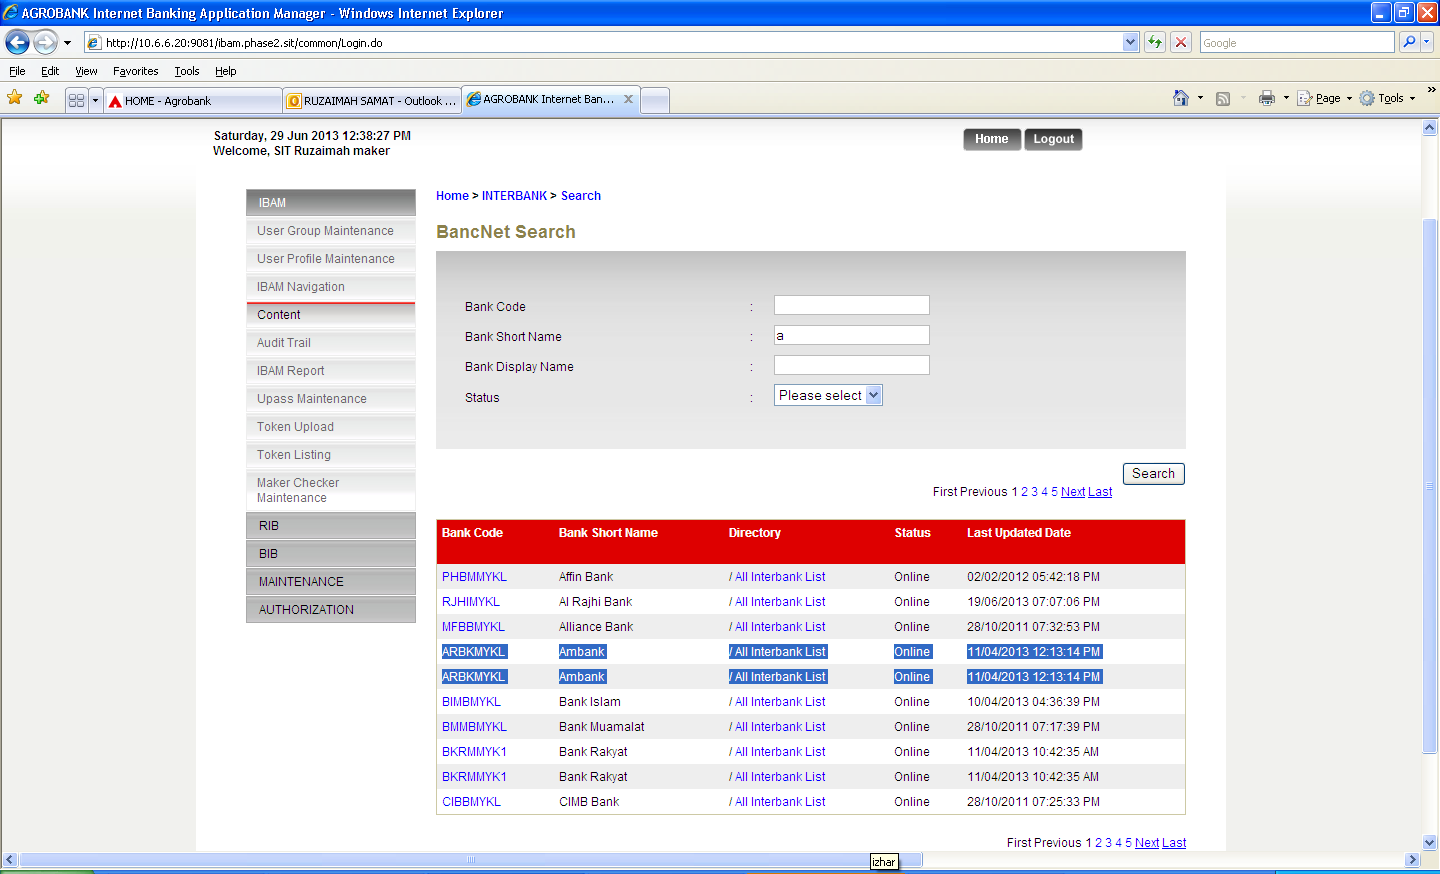 AGROBANK Internet Banking Application Manager - Windows Internet Explorer
http://10.6.6.20:9081/ibam.phase2.sit/common/Login.do
Google
File Edit View Favorites Tools Help
HOME - Agrobank
RUZAIMAH SAMAT - Outlook ...
AGROBANK Internet Ban...
Page Tools
Saturday, 29 Jun 2013 12:38:27 PM
Welcome, SIT Ruzaimah maker
Home Logout
IBAM
User Group Maintenance
User Profile Maintenance
IBAM Navigation
Content
Audit Trail
IBAM Report
Upass Maintenance
Token Upload
Token Listing
Maker Checker
Maintenance
RIB
BIB
MAINTENANCE
AUTHORIZATION
Home > INTERBANK > Search
BancNet Search
Bank Code :
Bank Short Name : a
Bank Display Name :
Status : Please select
Search
First Previous 1 2 3 4 5 Next Last
Bank Code Bank Short Name Directory Status Last Updated Date
PHBMMYKL Affin Bank / All Interbank List Online 02/02/2012 05:42:18 PM
RJHIMYKL Al Rajhi Bank / All Interbank List Online 19/06/2013 07:07:06 PM
MFBBMYKL Alliance Bank / All Interbank List Online 28/10/2011 07:32:53 PM
ARBKMYKL Ambank / All Interbank List Online 11/04/2013 12:13:14 PM
ARBKMYKL Ambank / All Interbank List Online 11/04/2013 12:13:14 PM
BIMBMYKL Bank Islam / All Interbank List Online 10/04/2013 04:36:39 PM
BMMBMYKL Bank Muamalat / All Interbank List Online 28/10/2011 07:17:39 PM
BKRMMYK1 Bank Rakyat / All Interbank List Online 11/04/2013 10:42:35 AM
BKRMMYK1 Bank Rakyat / All Interbank List Online 11/04/2013 10:42:35 AM
CIBBMYKL CIMB Bank / All Interbank List Online 28/10/2011 07:25:33 PM
First Previous 1 2 3 4 5 Next Last
izhar